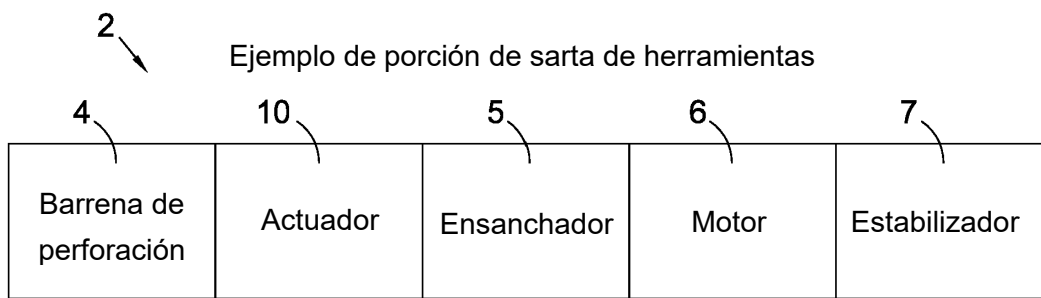 2
Ejemplo de porción de sarta de herramientas
4 10 5 6 7
Barrena de
perforación
Actuador
Ensanchador
Motor
Estabilizador